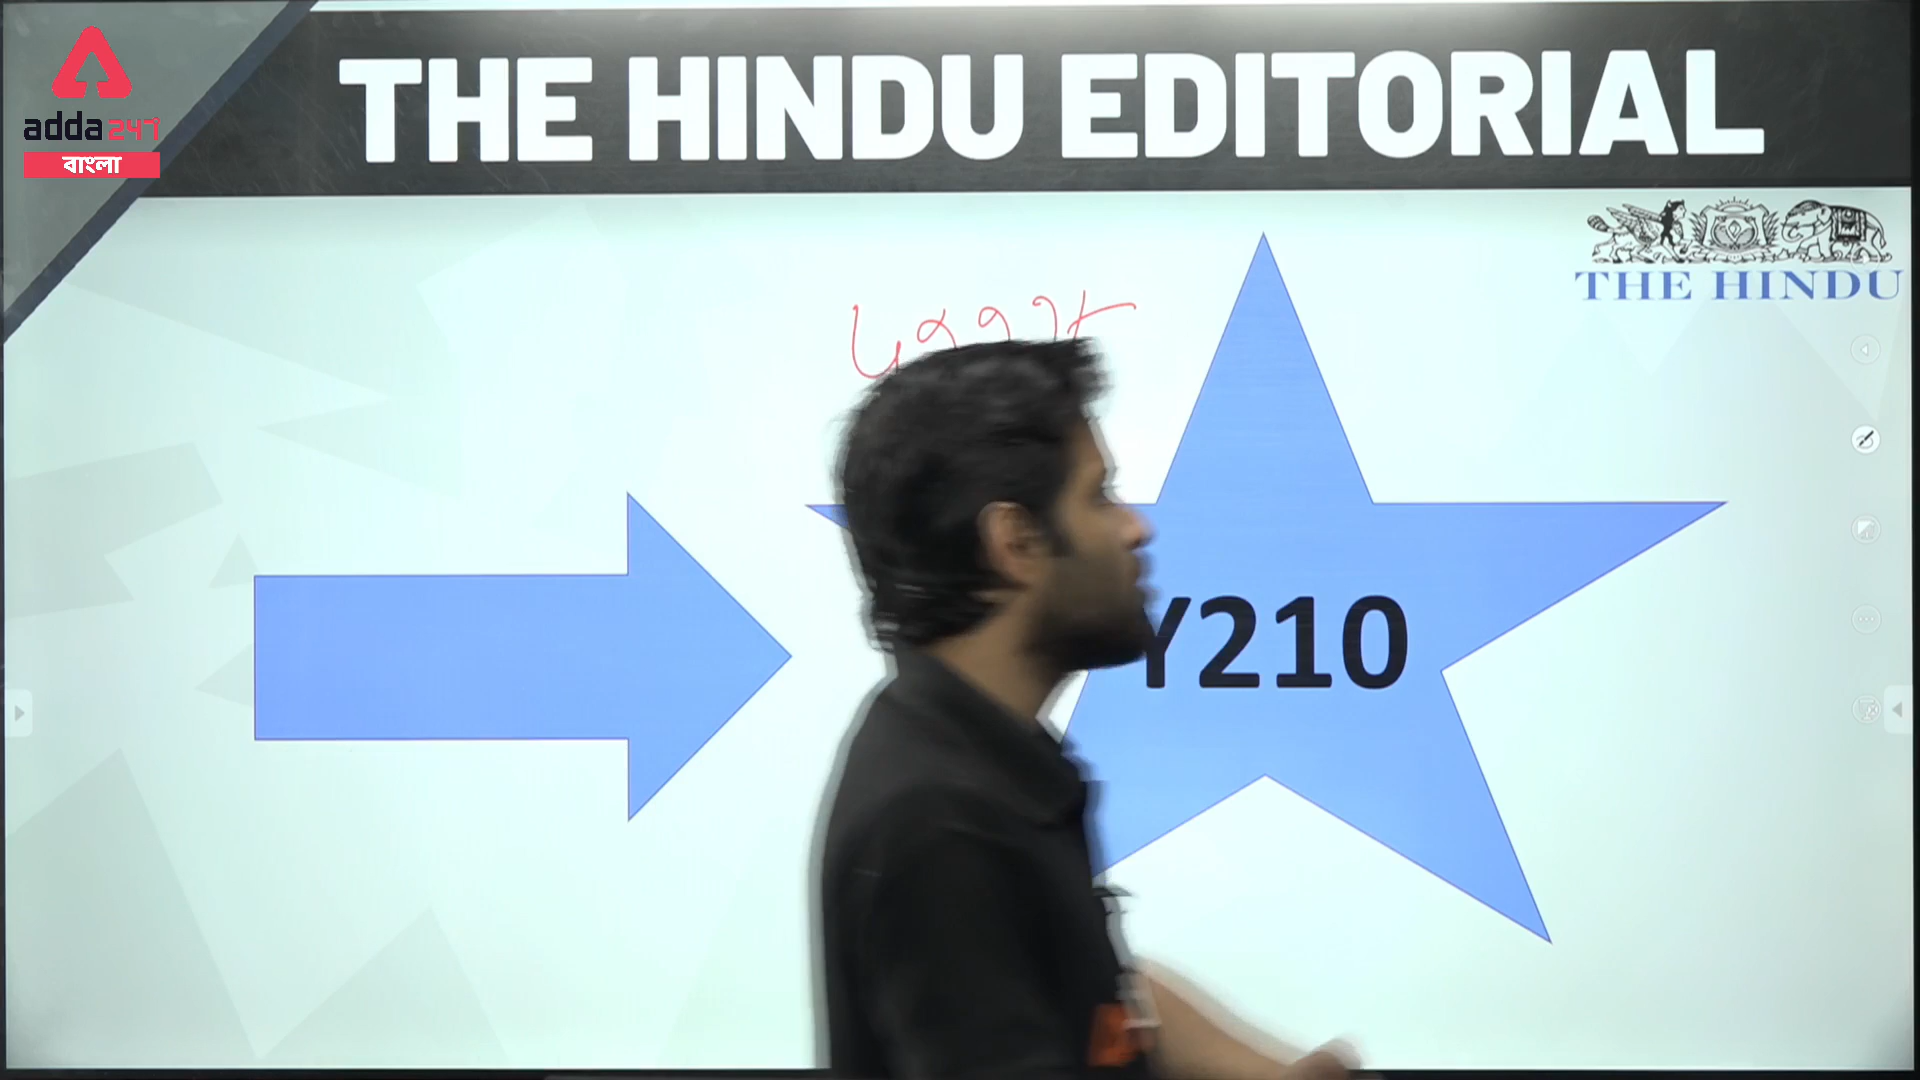 THE HINDU EDITORIAL
adda247
বাংলা
THE HINDU
Y210